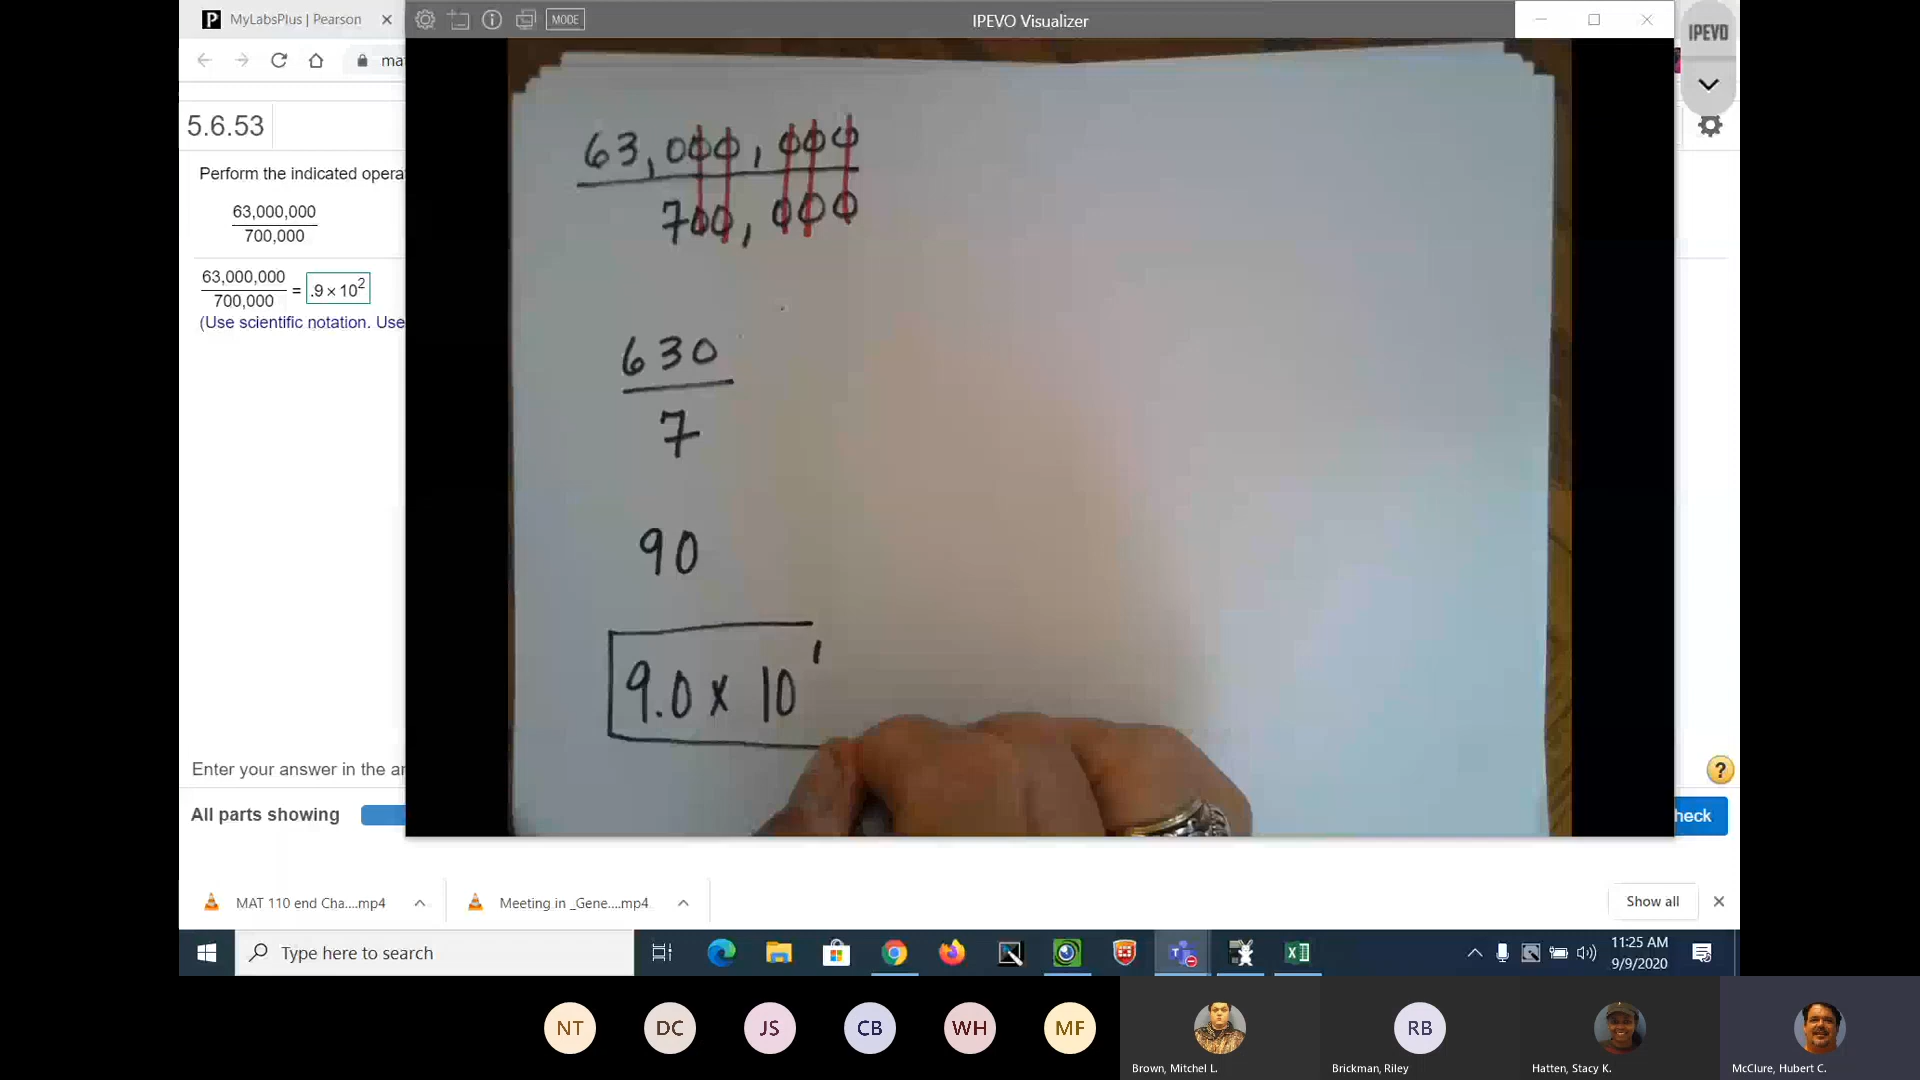 MyLabsPlus | Pearson
IPEVO Visualizer
MODE
IPEVO
ma
5.6.53
Perform the indicated opera
63,000,000
700,000
63,000,000
700,000
= .9 × 10²
(Use scientific notation. Use
63,000,000
700,000
630
7
90
9.0 x 10¹
Enter your answer in the an
All parts showing
heck
?
MAT 110 end Cha....mp4
Meeting in _Gene....mp4
Show all
Type here to search
11:25 AM
9/9/2020
NT DC JS CB WH MF RB
Brown, Mitchel L. Brickman, Riley Hatten, Stacy K. McClure, Hubert C.